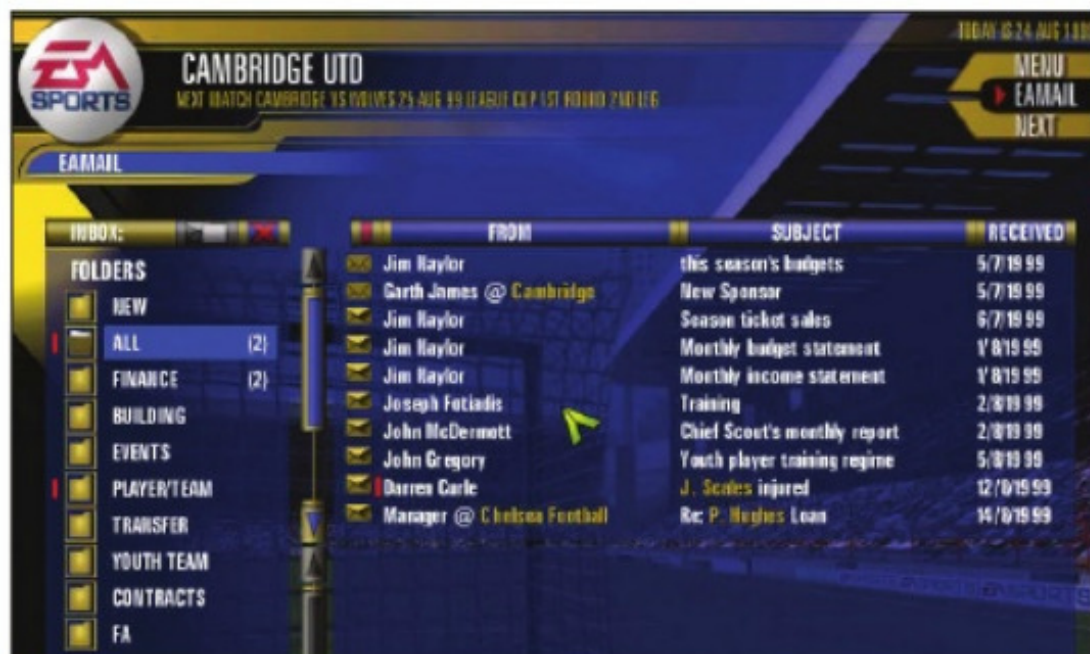 EA
SPORTS
CAMBRIDGE UTD
NEXT MATCH CAMBRIDGE VS WOLVES 25 AUG 99 LEAGUE CUP 1ST ROUND 2ND LEG
TODAY IS 24 AUG
MENU
EAMAIL
NEXT
EAMAIL
INBOX:
FOLDERS
NEW
ALL (2)
FINANCE (2)
BUILDING
EVENTS
PLAYER/TEAM
TRANSFER
YOUTH TEAM
CONTRACTS
FA
FROM SUBJECT RECEIVED
Jim Naylor this season's budgets 5/7/1999
Garth James @ Cambridge New Sponsor 5/7/1999
Jim Naylor Season ticket sales 6/7/1999
Jim Naylor Monthly budget statement 1/8/1999
Jim Naylor Monthly income statement 1/8/1999
Joseph Fotiadis Training 2/8/1999
John McDermott Chief Scout's monthly report 2/8/1999
John Gregory Youth player training regime 5/8/1999
Darren Carle J. Scales injured 12/8/1999
Manager @ Chelsea Football Re: P. Hughes Loan 14/8/1999
SPORTS